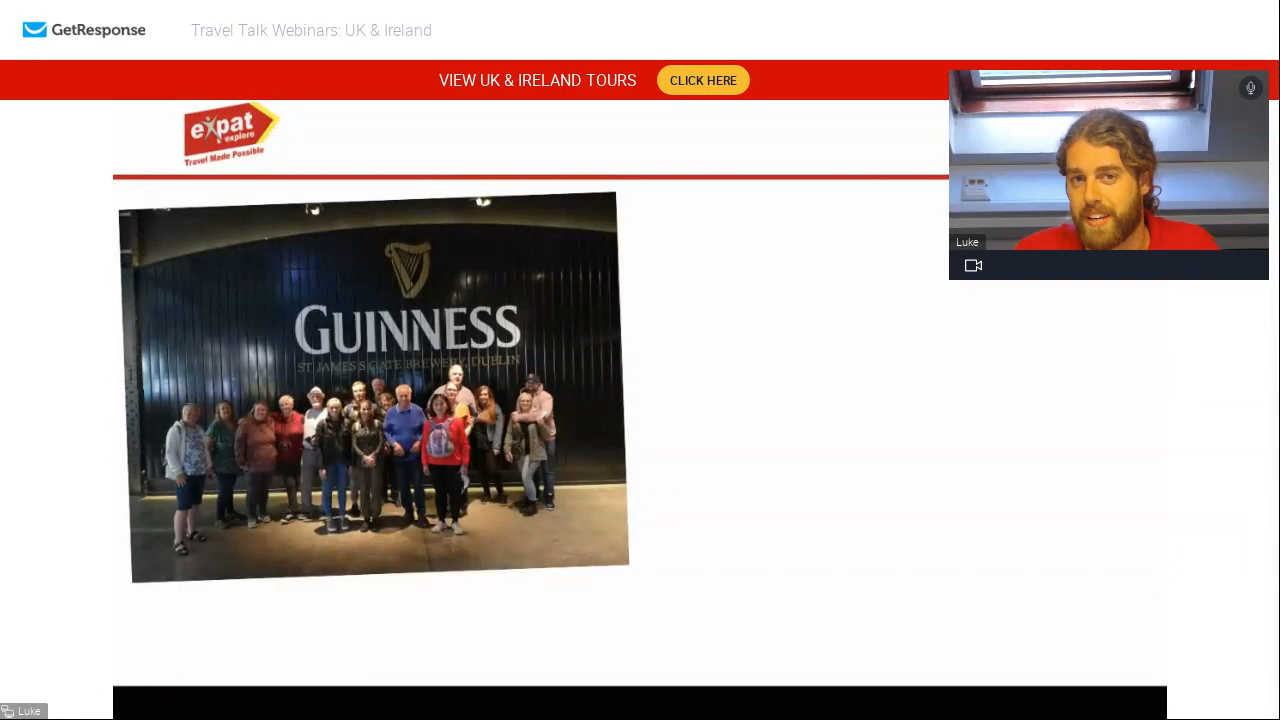 GetResponse
Travel Talk Webinars: UK & Ireland
VIEW UK & IRELAND TOURS
CLICK HERE
expat
explore
Travel Made Possible
GUINNESS
ST JAMES'S GATE BREWERY, DUBLIN
Luke
Luke